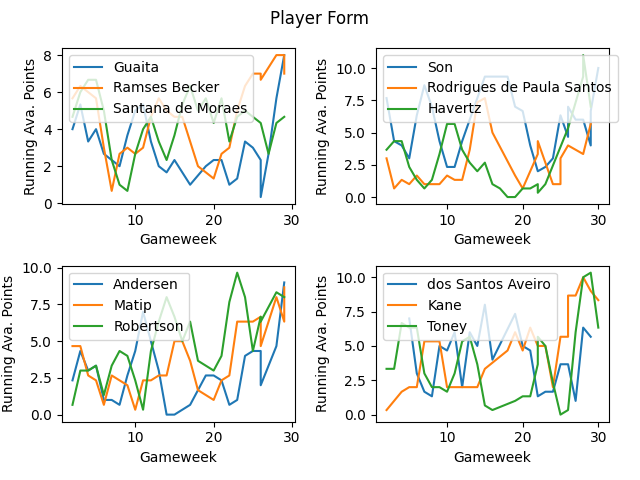 Player Form
Running Ava. Points
8
6
4
2
0
Guaita
Ramses Becker
Santana de Moraes
10
20
30
Gameweek
Running Ava. Points
10.0
7.5
5.0
2.5
0.0
Son
Rodrigues de Paula Santos
Havertz
10
20
30
Gameweek
Running Ava. Points
10.0
7.5
5.0
2.5
0.0
Andersen
Matip
Robertson
10
20
30
Gameweek
Running Ava. Points
10.0
7.5
5.0
2.5
0.0
dos Santos Aveiro
Kane
Toney
10
20
30
Gameweek